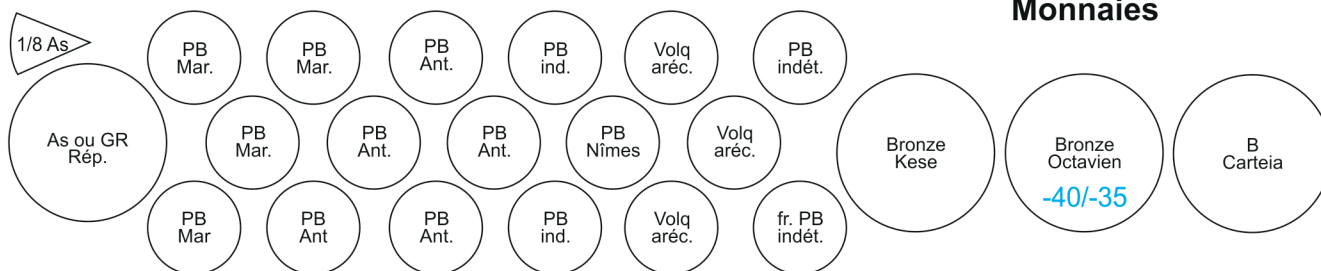 Monnaies
1/8 As
PB
Mar.
PB
Mar.
PB
Ant.
PB
ind.
Volq
aréc.
PB
indét.
As ou GR
Rép.
PB
Mar.
PB
Ant.
PB
Ant.
PB
Nîmes
Volq
aréc.
Bronze
Kese
Bronze
Octavien
-40/-35
B
Carteia
PB
Mar
PB
Ant
PB
Ant.
PB
ind.
Volq
aréc.
fr. PB
indét.